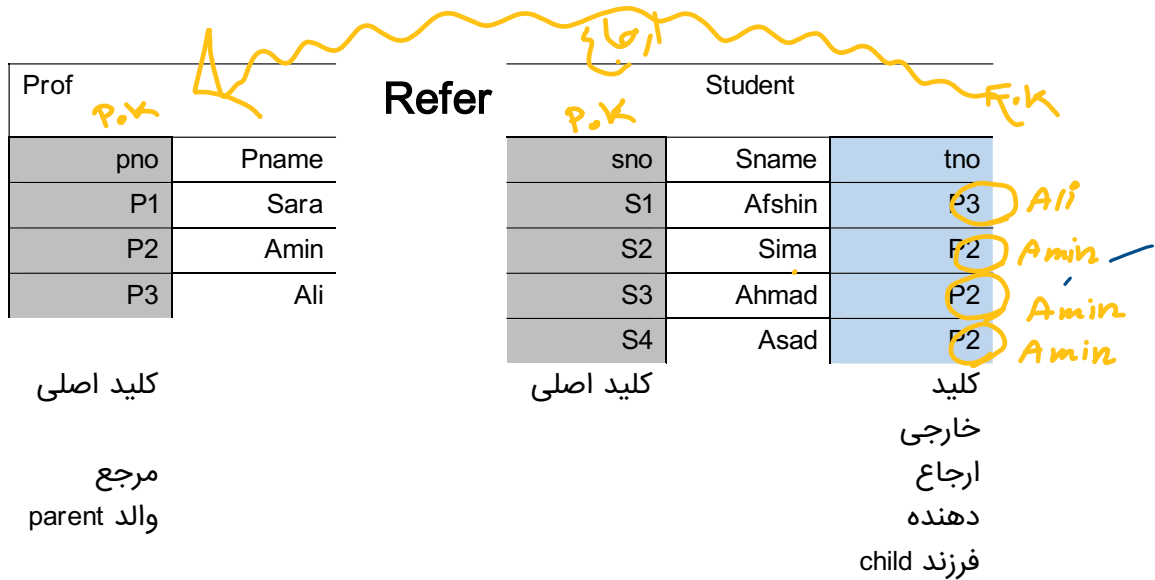 ارجاع
Prof Refer Student
P.K P.K F.K
pno Pname sno Sname tno
P1 Sara S1 Afshin P3 Ali
P2 Amin S2 Sima P2 Amin
P3 Ali S3 Ahmad P2 Amin
S4 Asad P2 Amin
کلید اصلی کلید اصلی کلید
خارجی
مرجع ارجاع
والد parent دهنده
فرزند child